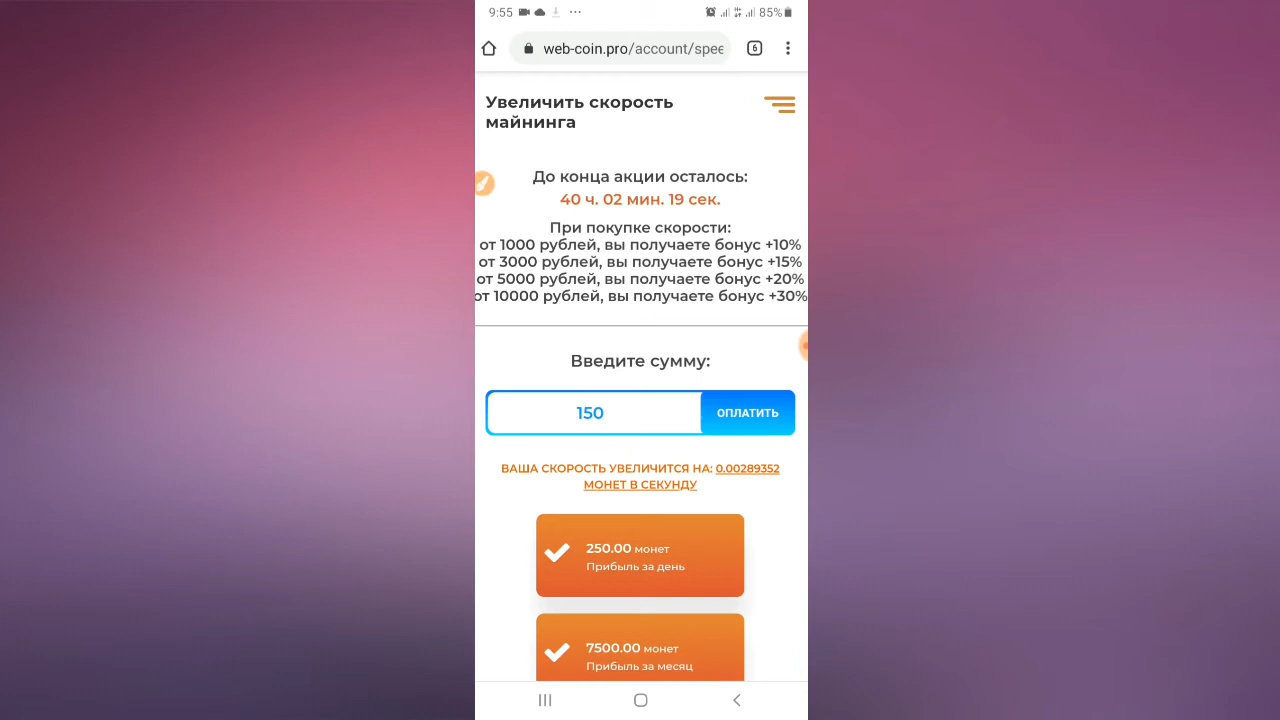 9:55
85%
web-coin.pro/account/spee
6
Увеличить скорость
майнинга
До конца акции осталось:
40 ч. 02 мин. 19 сек.
При покупке скорости:
от 1000 рублей, вы получаете бонус +10%
от 3000 рублей, вы получаете бонус +15%
от 5000 рублей, вы получаете бонус +20%
от 10000 рублей, вы получаете бонус +30%
Введите сумму:
150
ОПЛАТИТЬ
ВАША СКОРОСТЬ УВЕЛИЧИТСЯ НА: 0.00289352
МОНЕТ В СЕКУНДУ
250.00 монет
Прибыль за день
7500.00 монет
Прибыль за месяц